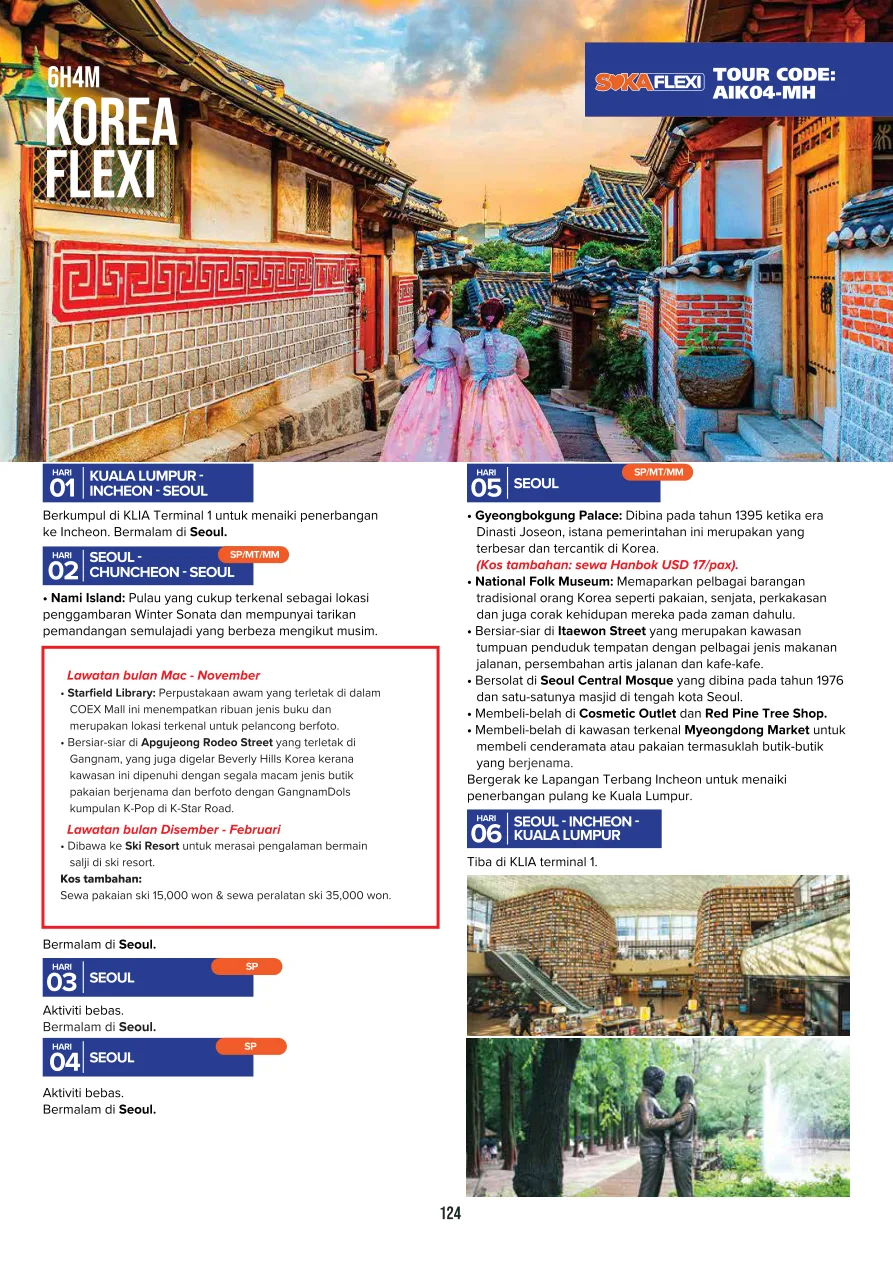 6H4M
KOREA
FLEXI
SUKA FLEXI
TOUR CODE:
AIK04-MH
HARI
01
KUALA LUMPUR -
INCHEON - SEOUL
Berkumpul di KLIA Terminal 1 untuk menaiki penerbangan
ke Incheon. Bermalam di Seoul.
HARI
02
SEOUL -
CHUNCHEON - SEOUL
SP/MT/MM
• Nami Island: Pulau yang cukup terkenal sebagai lokasi
penggambaran Winter Sonata dan mempunyai tarikan
pemandangan semulajadi yang berbeza mengikut musim.
Lawatan bulan Mac - November
• Starfield Library: Perpustakaan awam yang terletak di dalam
COEX Mall ini menempatkan ribuan jenis buku dan
merupakan lokasi terkenal untuk pelancong berfoto.
• Bersiar-siar di Apgujeong Rodeo Street yang terletak di
Gangnam, yang juga digelar Beverly Hills Korea kerana
kawasan ini dipenuhi dengan segala macam jenis butik
pakaian berjenama dan berfoto dengan GangnamDols
kumpulan K-Pop di K-Star Road.
Lawatan bulan Disember - Februari
• Dibawa ke Ski Resort untuk merasai pengalaman bermain
salji di ski resort.
Kos tambahan:
Sewa pakaian ski 15,000 won & sewa peralatan ski 35,000 won.
Bermalam di Seoul.
HARI
03
SEOUL
SP
Aktiviti bebas.
Bermalam di Seoul.
HARI
04
SEOUL
SP
Aktiviti bebas.
Bermalam di Seoul.
HARI
05
SEOUL
SP/MT/MM
• Gyeongbokgung Palace: Dibina pada tahun 1395 ketika era
Dinasti Joseon, istana pemerintahan ini merupakan yang
terbesar dan tercantik di Korea.
(Kos tambahan: sewa Hanbok USD 17/pax).
• National Folk Museum: Memaparkan pelbagai barangan
tradisional orang Korea seperti pakaian, senjata, perkakasan
dan juga corak kehidupan mereka pada zaman dahulu.
• Bersiar-siar di Itaewon Street yang merupakan kawasan
tumpuan penduduk tempatan dengan pelbagai jenis makanan
jalanan, persembahan artis jalanan dan kafe-kafe.
• Bersolat di Seoul Central Mosque yang dibina pada tahun 1976
dan satu-satunya masjid di tengah kota Seoul.
• Membeli-belah di Cosmetic Outlet dan Red Pine Tree Shop.
• Membeli-belah di kawasan terkenal Myeongdong Market untuk
membeli cenderamata atau pakaian termasuklah butik-butik
yang berjenama.
Bergerak ke Lapangan Terbang Incheon untuk menaiki
penerbangan pulang ke Kuala Lumpur.
HARI
06
SEOUL - INCHEON -
KUALA LUMPUR
Tiba di KLIA terminal 1.
124